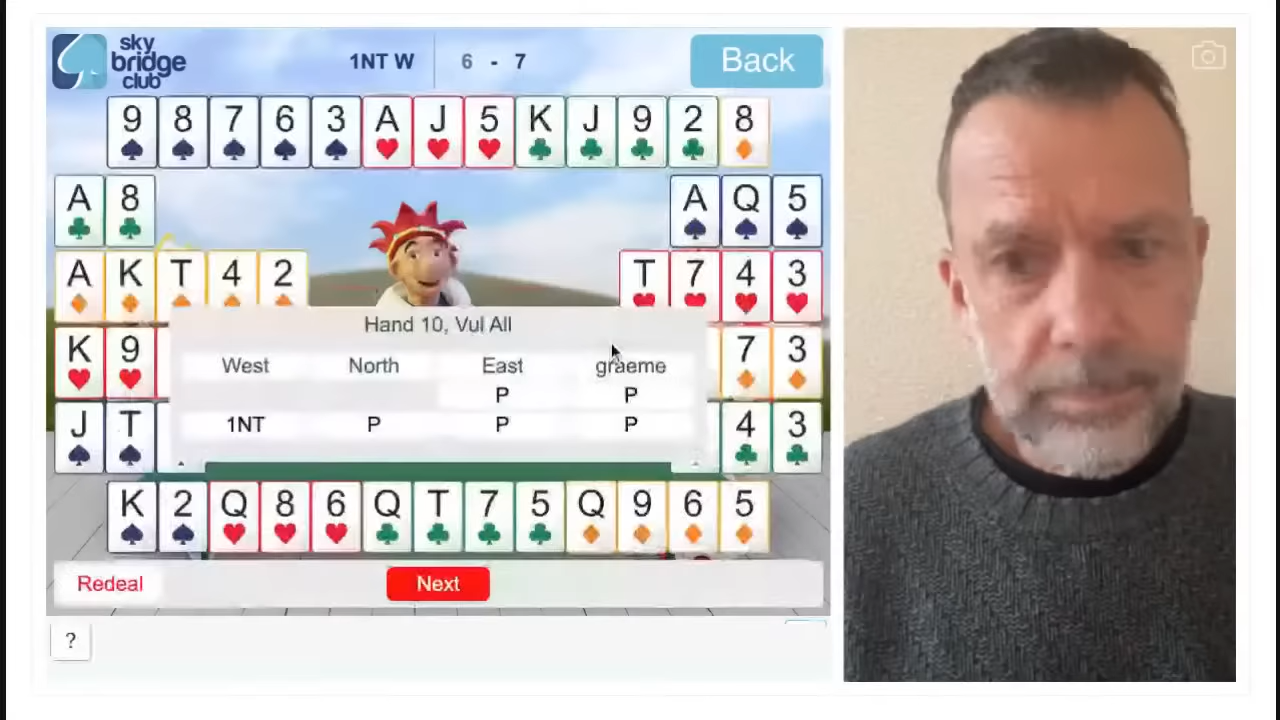 sky
bridge
club
1NT W
6 - 7
Back
9 8 7 6 3 A J 5 K J 9 2 8
A 8
A Q 5
A K T 4 2
T 7 4 3
Hand 10, Vul All
K 9
7 3
West North East graeme
P P
1NT P P P
J T
4 3
K 2 Q 8 6 Q T 7 5 Q 9 6 5
Redeal
Next
?